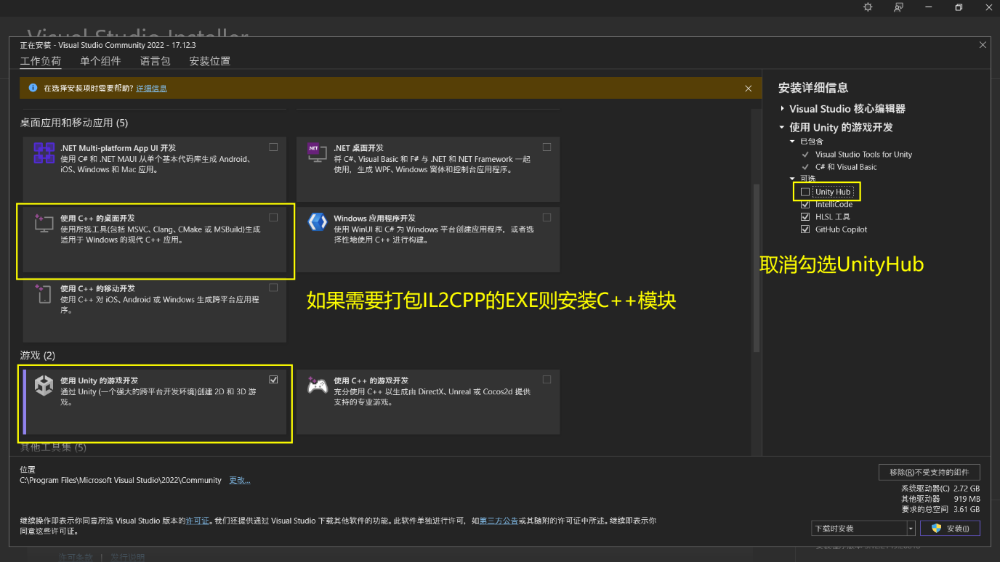 Visual Studio Installer
正在安装 - Visual Studio Community 2022 - 17.12.3
工作负荷 单个组件 语言包 安装位置
在选择安装项时需要帮助? 详细信息
桌面应用和移动应用 (5)
.NET Multi-platform App UI 开发
使用 C# 和 .NET MAUI 从单个基本代码库生成 Android、
iOS、Windows 和 Mac 应用。
.NET 桌面开发
将 C#、Visual Basic 和 F# 与 .NET 和 NET Framework 一起
使用，生成 WPF、Windows 窗体和控制台应用程序。
使用 C++ 的桌面开发
使用所选工具(包括 MSVC、Clang、CMake 或 MSBuild)生成
适用于 Windows 的现代 C++ 应用。
Windows 应用程序开发
使用 WinUI 和 C# 为 Windows 平台创建应用程序，或者选
择性地使用 C++ 进行构建。
使用 C++ 的移动开发
使用 C++ 对 iOS、Android 或 Windows 生成跨平台应用程
序。
如果需要打包IL2CPP的EXE则安装C++模块
游戏 (2)
使用 Unity 的游戏开发
通过 Unity (一个强大的跨平台开发环境)创建 2D 和 3D 游
戏。
使用 C++ 的游戏开发
充分使用 C++ 以生成由 DirectX、Unreal 或 Cocos2d 提供
支持的专业游戏。
其他工具集 (5)
安装详细信息
Visual Studio 核心编辑器
使用 Unity 的游戏开发
已包含
Visual Studio Tools for Unity
C# 和 Visual Basic
可选
Unity Hub
IntelliCode
HLSL 工具
GitHub Copilot
取消勾选UnityHub
位置
C:\Program Files\Microsoft Visual Studio\2022\Community 更改...
继续操作即表示你同意所选 Visual Studio 版本的许可证。我们还提供通过 Visual Studio 下载其他软件的功能。此软件单独进行许可，如第三方公告或其随附的许可证中所述。继续即表示你
同意这些许可证。
移除(R)不受支持的组件
系统驱动器(C) 2.72 GB
其他驱动器 919 MB
要求的总空间 3.61 GB
下载时安装 安装(I)
许可条款 | 发行说明